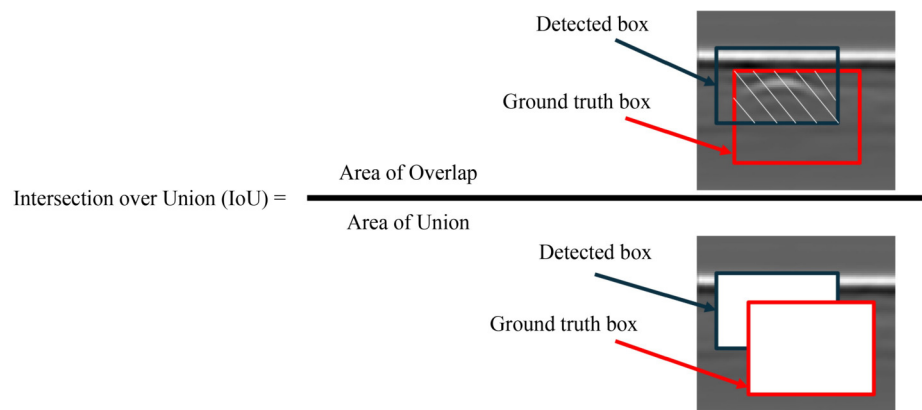 Detected box
Ground truth box
Area of Overlap
Intersection over Union (IoU) =
Area of Union
Detected box
Ground truth box